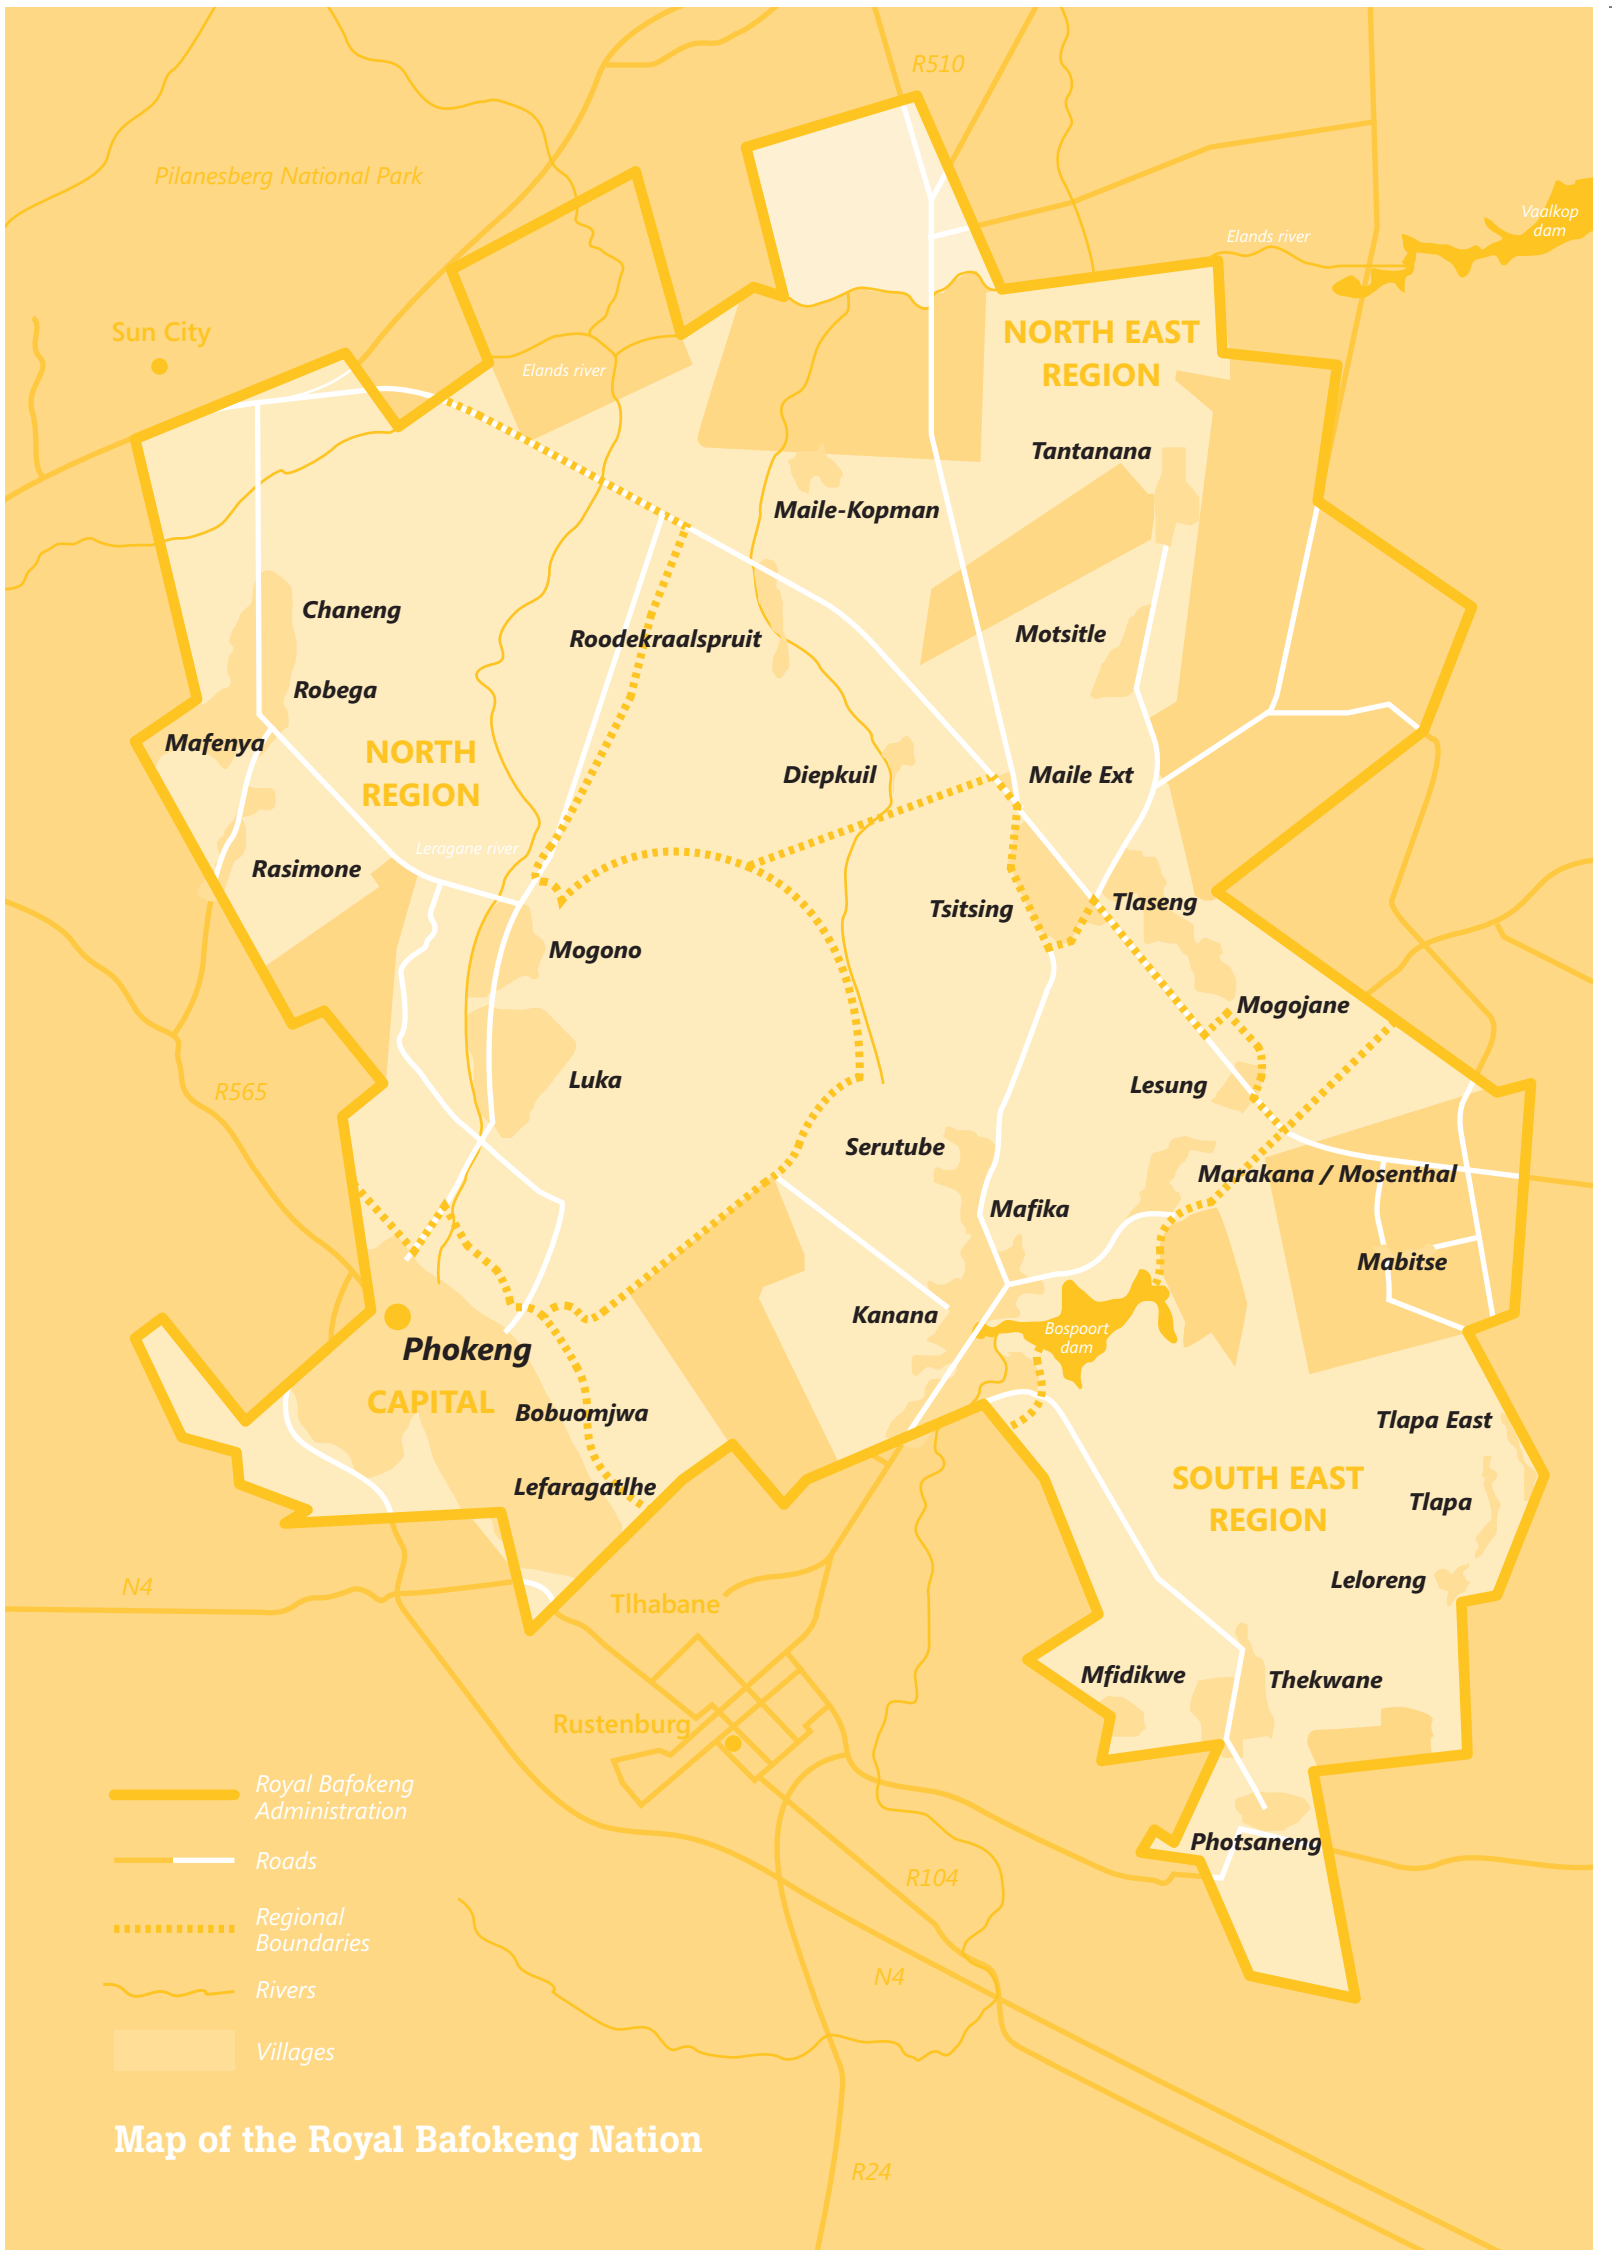 R510
Pilanesberg National Park
Vaalkop
dam
Elands river
Sun City
NORTH EAST
REGION
Elands river
Tantanana
Maile-Kopman
Chaneng
Roodekraalspruit
Motsitle
Robega
Mafenya
NORTH
REGION
Diepkuil
Maile Ext
Leragane river
Rasimone
Tsitsing
Tlaseng
Mogono
Mogojane
Luka
Lesung
R565
Serutube
Marakana / Mosenthal
Mafika
Mabitse
Kanana
Bospoort
dam
Phokeng
CAPITAL
Bobuomjwa
Tlapa East
Lefaragatlhe
SOUTH EAST
REGION
Tlapa
Leloreng
N4
Tlhabane
Mfidikwe
Thekwane
Rustenburg
Royal Bafokeng
Administration
Photsaneng
Roads
R104
Regional
Boundaries
N4
Rivers
Villages
Map of the Royal Bafokeng Nation
R24